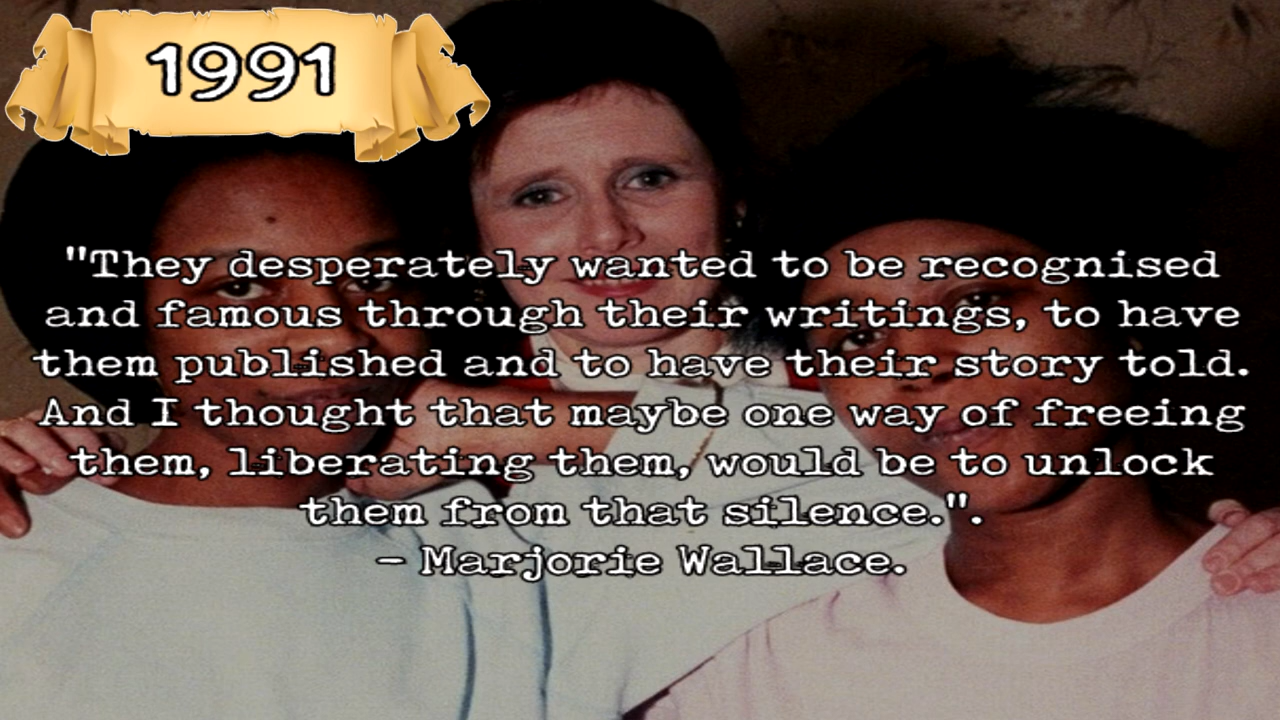 1991
"They desperately wanted to be recognised
and famous through their writings, to have
them published and to have their story told.
And I thought that maybe one way of freeing
them, liberating them, would be to unlock
them from that silence.".
- Marjorie Wallace.